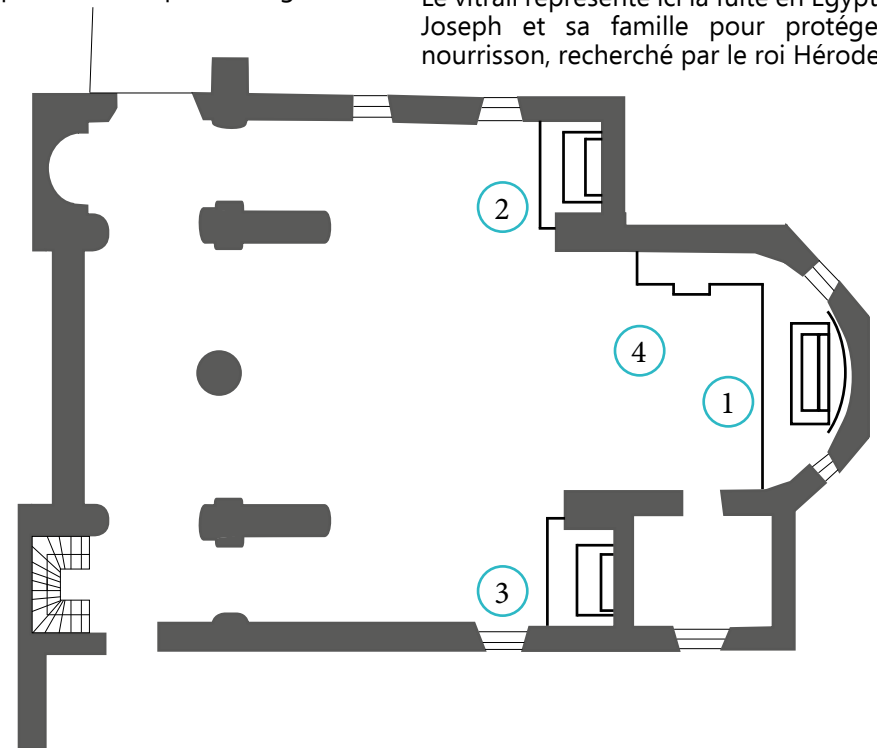 Le vitrail représente ici la fuite en Égypt
Joseph et sa famille pour protége
nourrisson, recherché par le roi Hérode
2
4
1
3